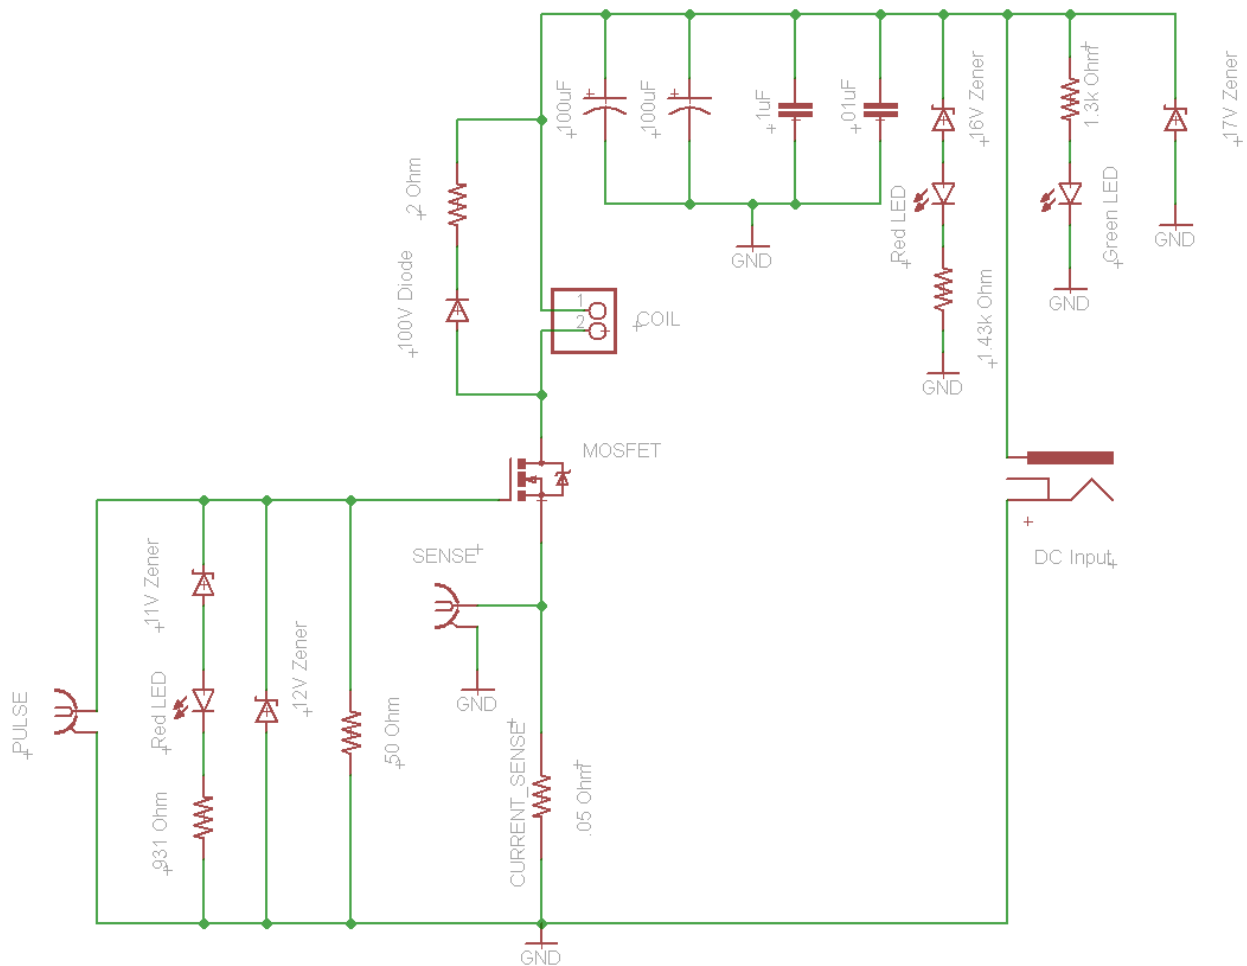 100uF
100uF
.1uF
.01uF
16V Zener
1.3k Ohm
17V Zener
.2 Ohm
Red LED
Green LED
GND
GND
100V Diode
1
2
COIL
1.43k Ohm
GND
GND
MOSFET
SENSE
DC Input
11V Zener
12V Zener
GND
PULSE
Red LED
50 Ohm
CURRENT_SENSE
.05 Ohm
931 Ohm
GND